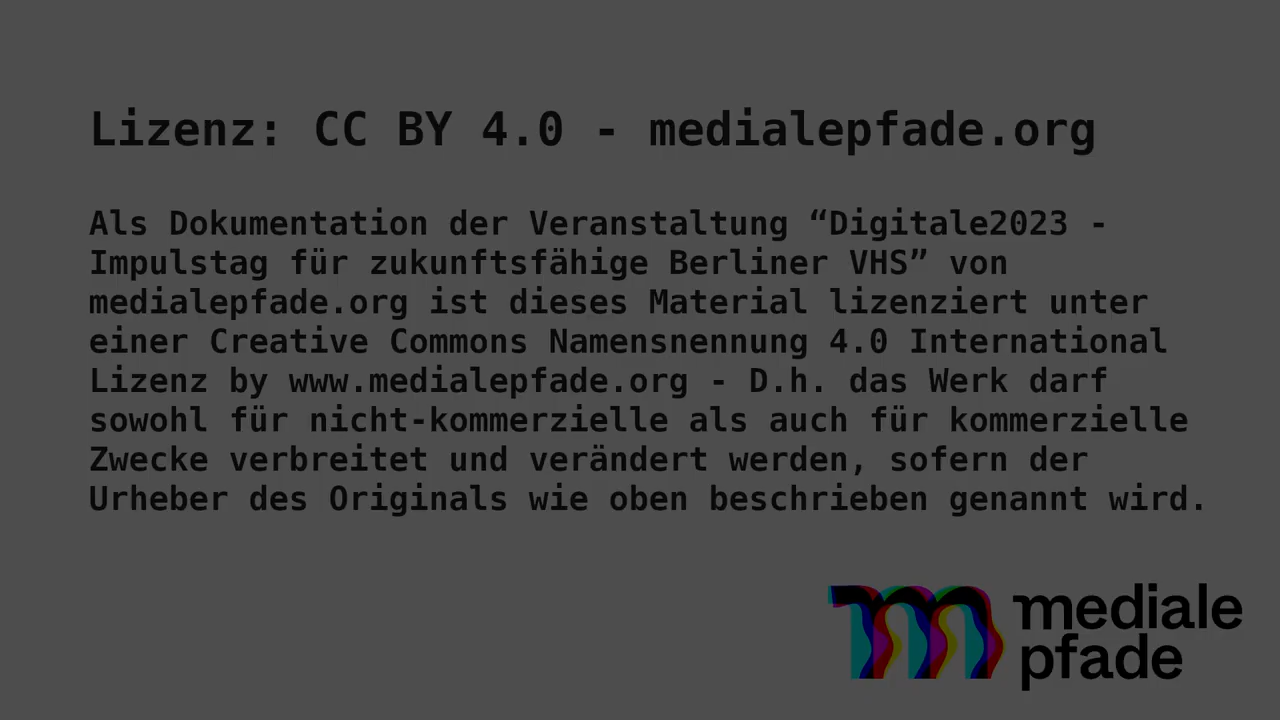 Lizenz: CC BY 4.0 - medialepfade.org
Als Dokumentation der Veranstaltung “Digitale2023 -
Impulstag für zukunftsfähige Berliner VHS” von
medialepfade.org ist dieses Material lizenziert unter
einer Creative Commons Namensnennung 4.0 International
Lizenz by www.medialepfade.org - D.h. das Werk darf
sowohl für nicht-kommerzielle als auch für kommerzielle
Zwecke verbreitet und verändert werden, sofern der
Urheber des Originals wie oben beschrieben genannt wird.
mediale
pfade